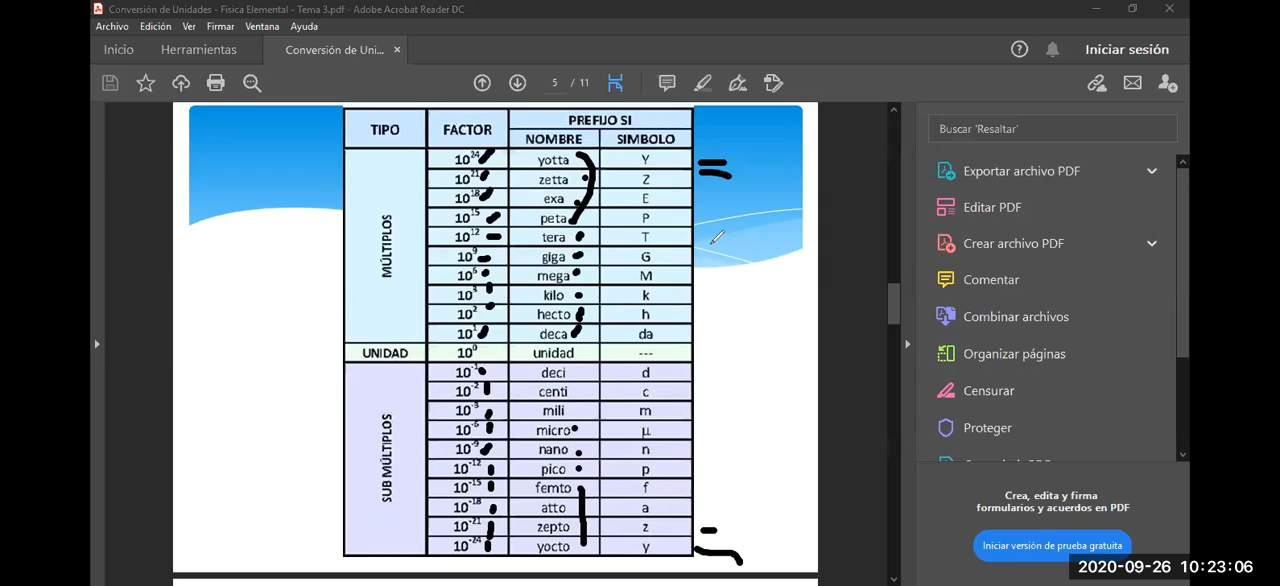 Conversión de Unidades - Fisica Elemental - Tema 3.pdf - Adobe Acrobat Reader DC
Archivo Edición Ver Firmar Ventana Ayuda
Inicio Herramientas Conversión de Uni... × Iniciar sesión
5 / 11
TIPO FACTOR PREFIJO SI
NOMBRE SIMBOLO
MÚLTIPLOS
10²⁴ yotta Y
10²¹ zetta Z
10¹⁸ exa E
10¹⁵ peta P
10¹² tera T
10⁹ giga G
10⁶ mega M
10³ kilo k
10² hecto h
10¹ deca da
UNIDAD 10⁰ unidad ---
SUB MÚLTIPLOS
10⁻¹ deci d
10⁻² centi c
10⁻³ mili m
10⁻⁶ micro μ
10⁻⁹ nano n
10⁻¹² pico p
10⁻¹⁵ femto f
10⁻¹⁸ atto a
10⁻²¹ zepto z
10⁻²⁴ yocto y
Buscar 'Resaltar'
Exportar archivo PDF
Editar PDF
Crear archivo PDF
Comentar
Combinar archivos
Organizar páginas
Censurar
Proteger
Crea, edita y firma
formularios y acuerdos en PDF
Iniciar versión de prueba gratuita
2020-09-26 10:23:06